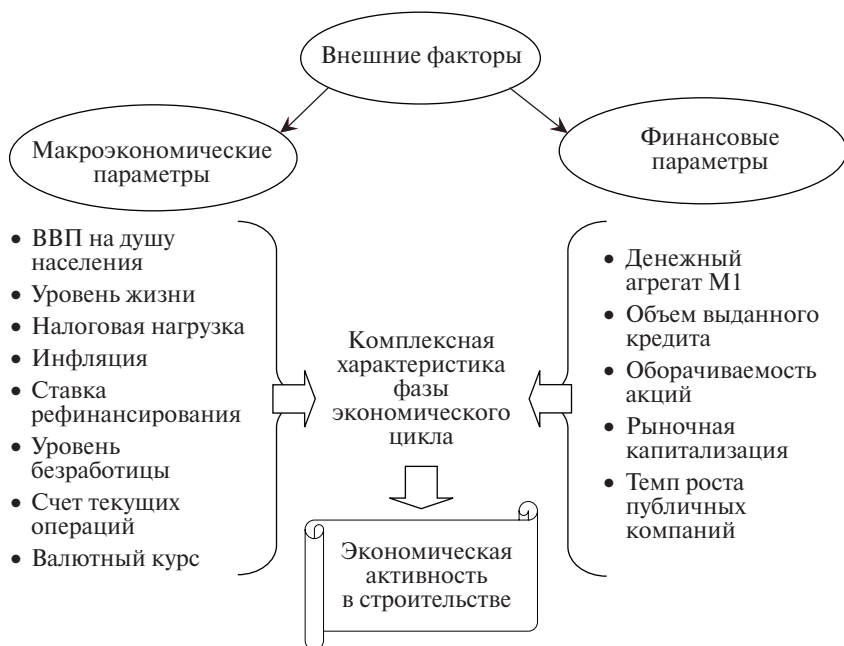 Внешние факторы
Макроэкономические
параметры
Финансовые
параметры
• ВВП на душу
населения
• Уровень жизни
• Налоговая нагрузка
• Инфляция
• Ставка
рефинансирования
• Уровень
безработицы
• Счет текущих
операций
• Валютный курс
Комплексная
характеристика
фазы
экономического
цикла
• Денежный
агрегат М1
• Объем выданного
кредита
• Оборачиваемость
акций
• Рыночная
капитализация
• Темп роста
публичных
компаний
Экономическая
активность
в строительстве